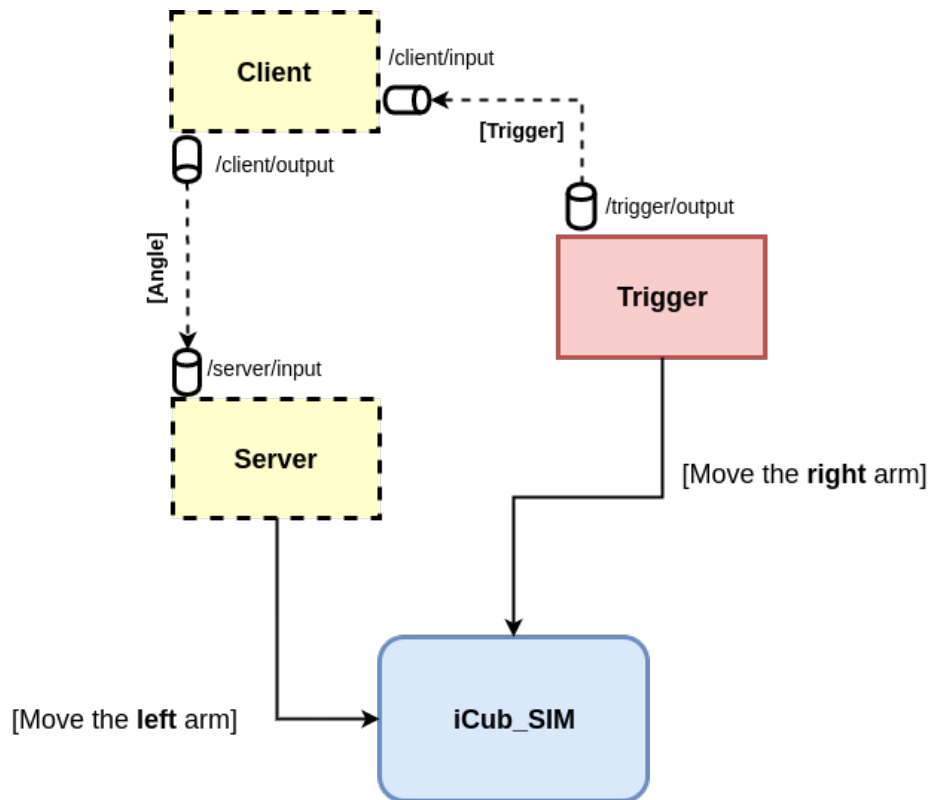 Client
/client/input
[Trigger]
/client/output
/trigger/output
[Angle]
Trigger
/server/input
Server
[Move the right arm]
[Move the left arm]
iCub_SIM